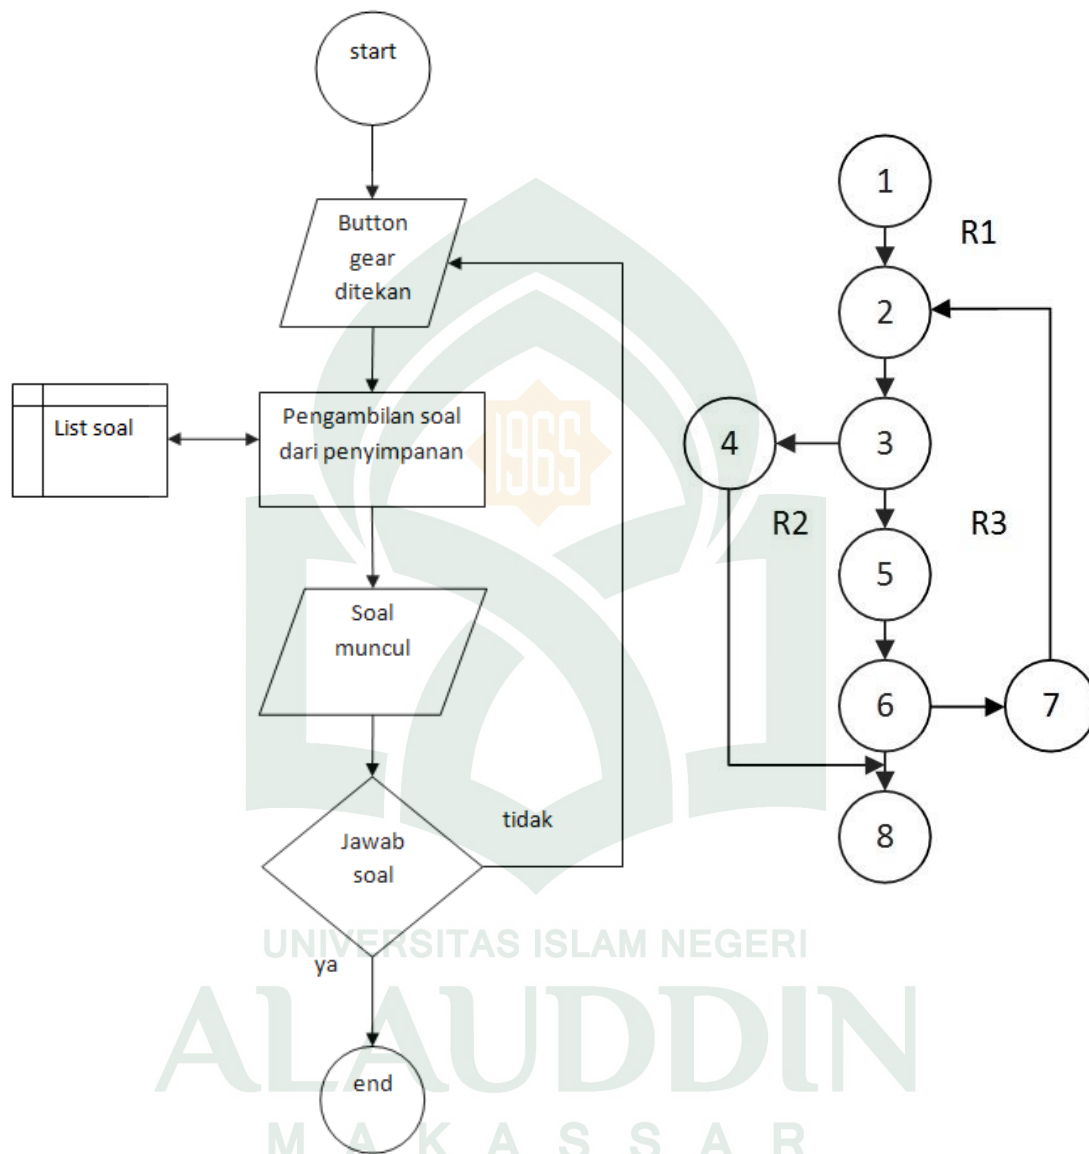 start
Button
gear
ditekan
List soal
Pengambilan soal
dari penyimpanan
Soal
muncul
Jawab
soal
tidak
ya
end
1
R1
2
4
3
R2
R3
5
6
7
8
1965
UNIVERSITAS ISLAM NEGERI
ALAUDDIN
MAKASSAR